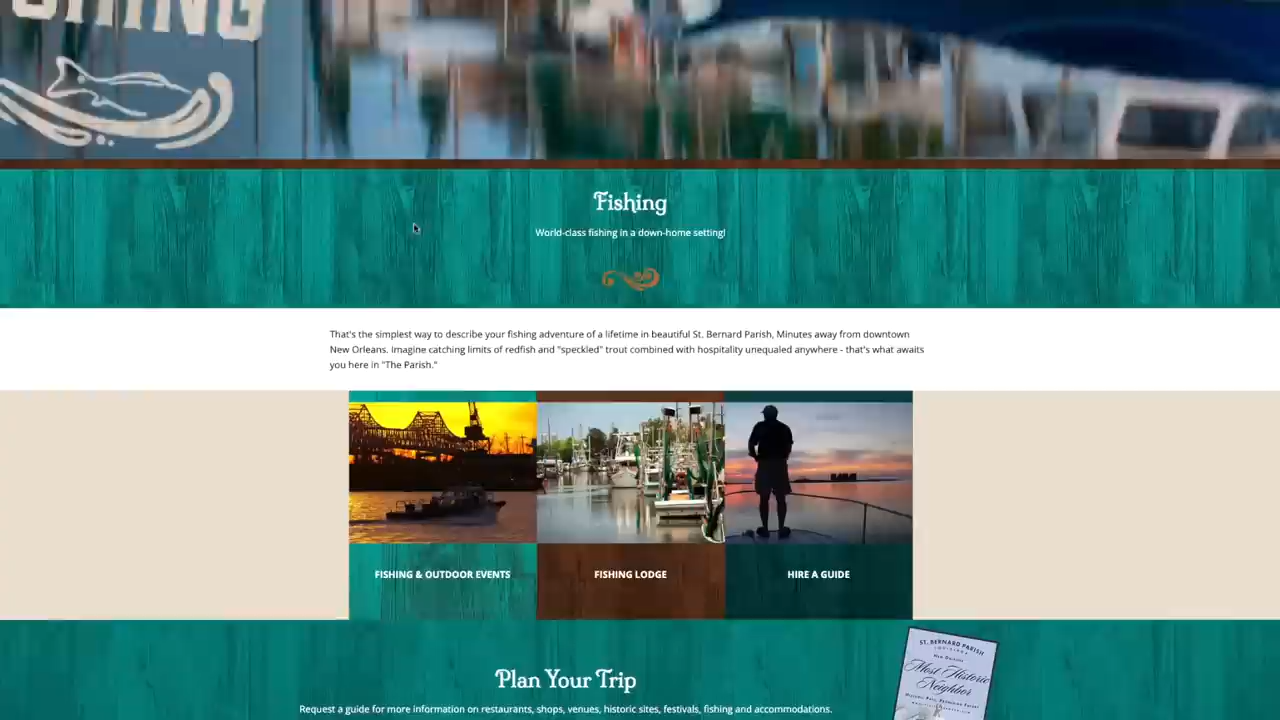 Fishing
World-class fishing in a down-home setting!
That's the simplest way to describe your fishing adventure of a lifetime in beautiful St. Bernard Parish, Minutes away from downtown
New Orleans. Imagine catching limits of redfish and "speckled" trout combined with hospitality unequaled anywhere - that's what awaits
you here in "The Parish."
FISHING & OUTDOOR EVENTS
FISHING LODGE
HIRE A GUIDE
Plan Your Trip
Request a guide for more information on restaurants, shops, venues, historic sites, festivals, fishing and accommodations.
ST. BERNARD PARISH
LOUISIANA
New Orleans'
Most Historic
Neighbor